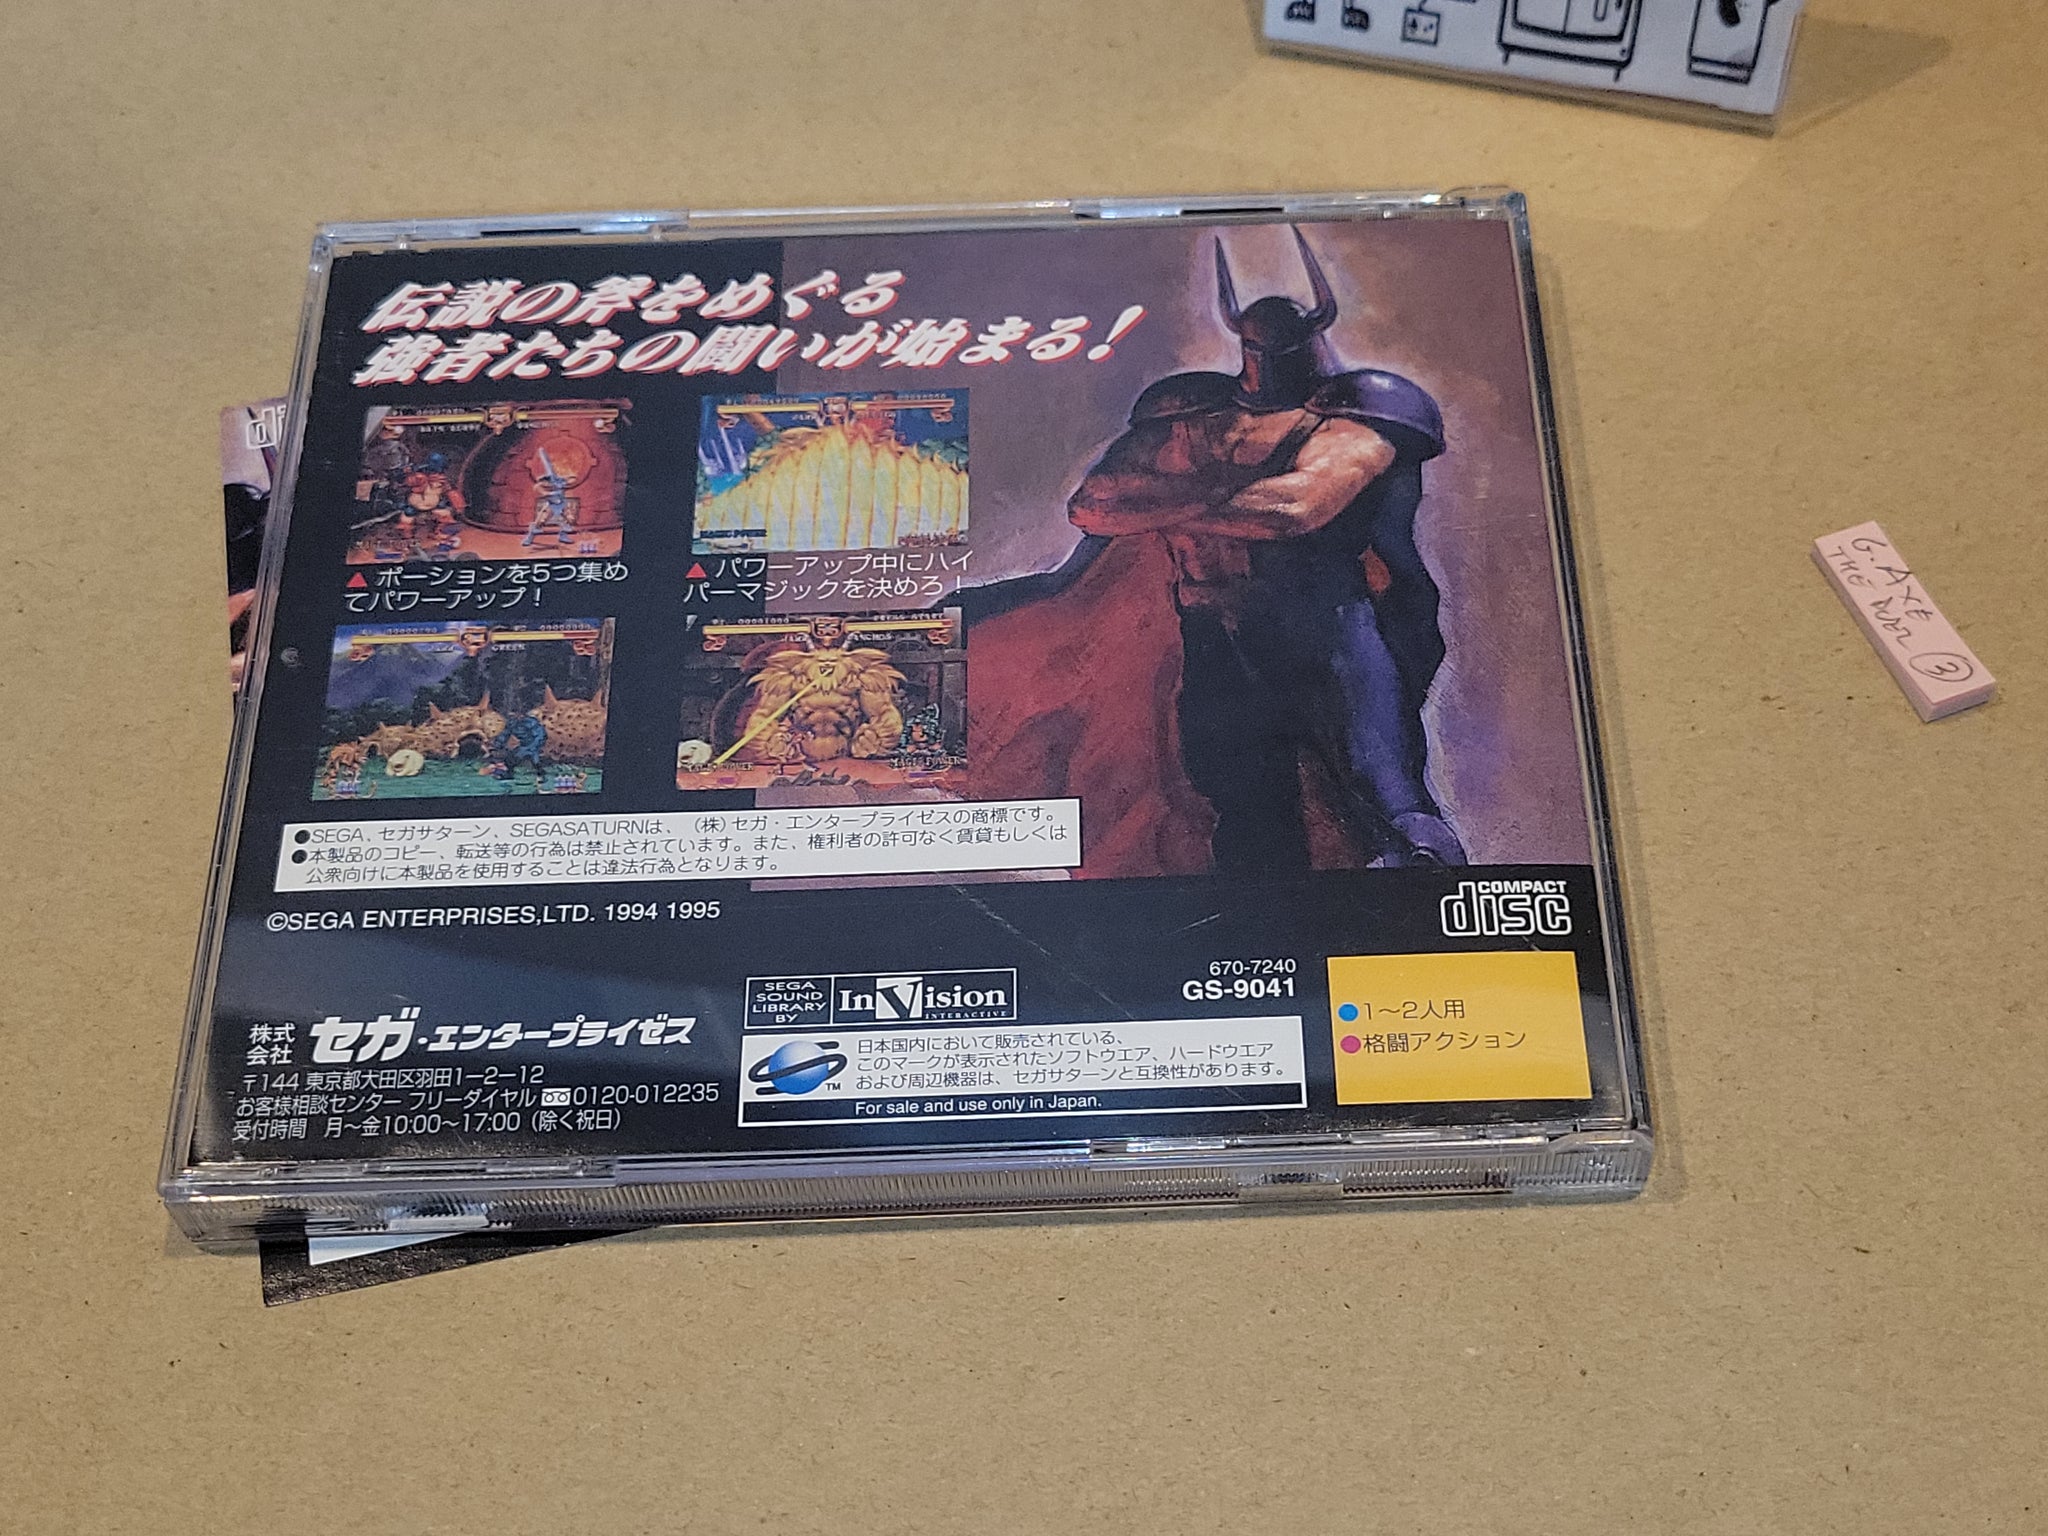 伝説の斧をめぐる
強者たちの闘いが始まる！
▲ポーションを5つ集め
てパワーアップ！
▲パワーアップ中にハイ
パーマジックを決めろ！
GREEN
MAGIC POWER
●SEGA、セガサターン、SEGASATURNは、（株）セガ・エンタープライゼスの商標です。
●本製品のコピー、転送等の行為は禁止されています。また、権利者の許可なく賃貸もしくは
公衆向けに本製品を使用することは違法行為となります。
©SEGA ENTERPRISES,LTD. 1994 1995
COMPACT
disc
670-7240
GS-9041
SEGA
SOUND
LIBRARY
BY
InVision
INTERACTIVE
●1～2人用
●格闘アクション
株式
会社
セガ・エンタープライゼス
〒144 東京都大田区羽田1-2-12
お客様相談センター フリーダイヤル 0120-012235
受付時間 月～金10:00～17:00（除く祝日）
日本国内において販売されている、
このマークが表示されたソフトウエア、ハードウエア
および周辺機器は、セガサターンと互換性があります。
TM
For sale and use only in Japan.
G. AXE
THE DUEL
3